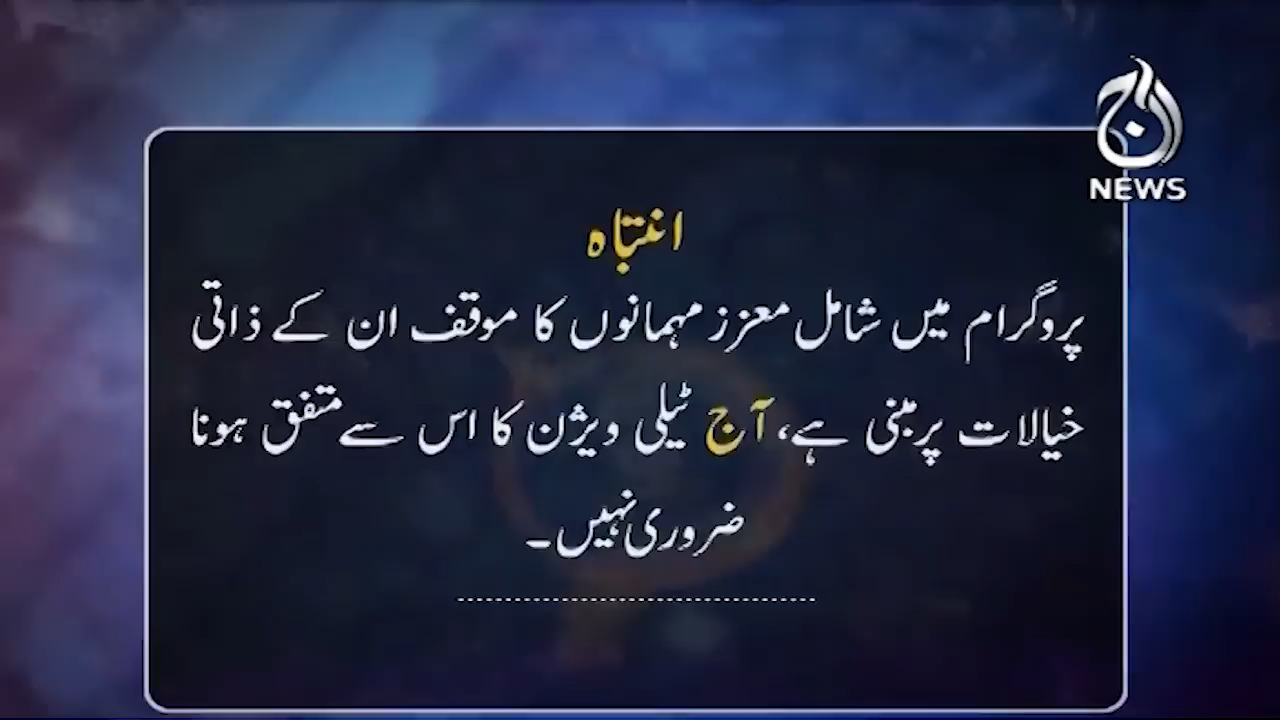 آج
NEWS
انتباہ
پروگرام میں شامل معزز مہمانوں کا موقف ان کے ذاتی
خیالات پر مبنی ہے، آج ٹیلی ویژن کا اس سے متفق ہونا
ضروری نہیں۔